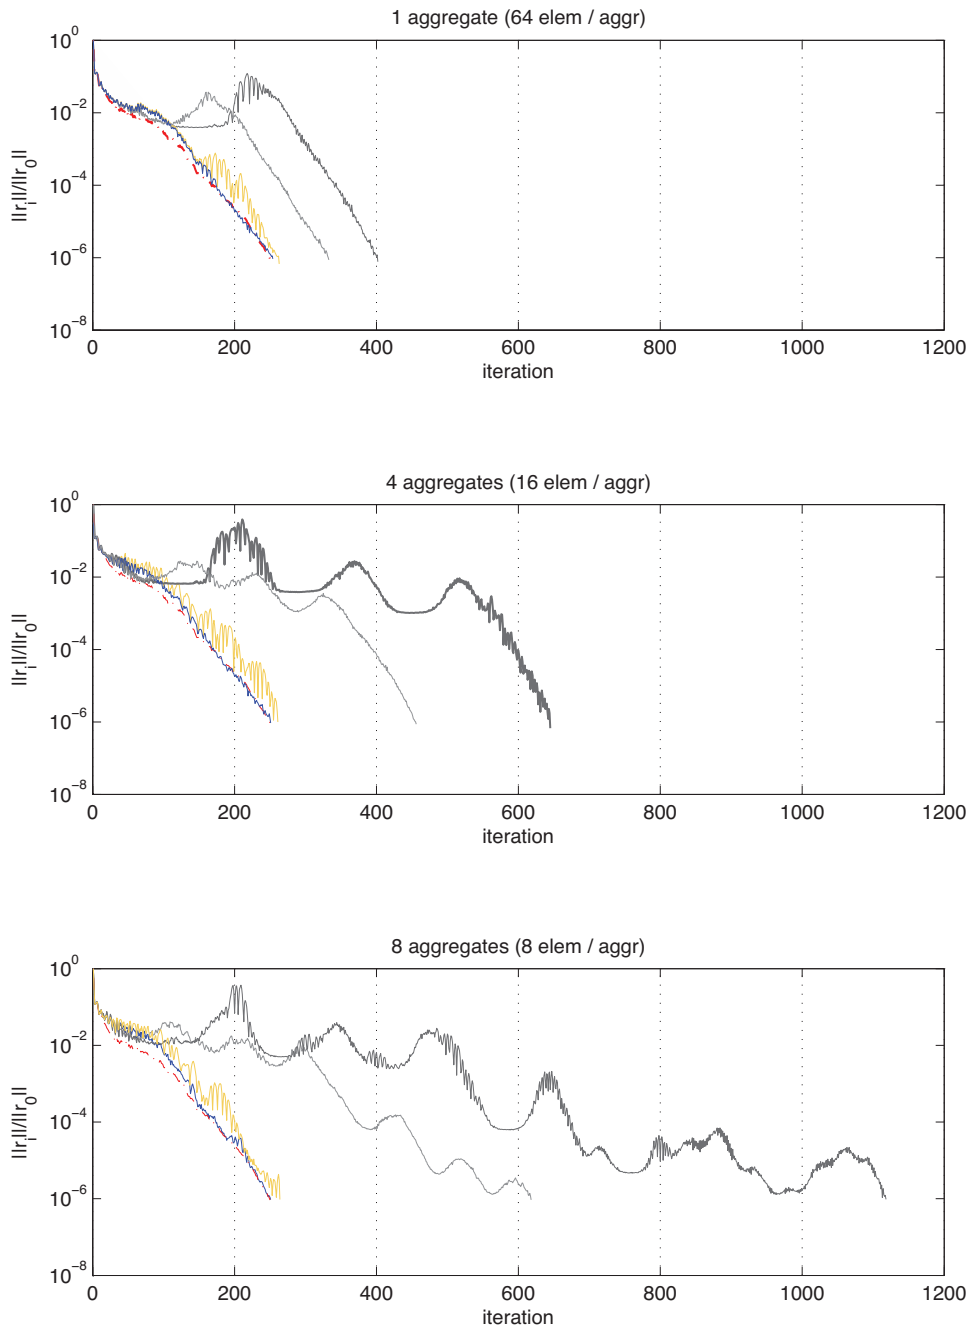 1 aggregate (64 elem / aggr)
10^0
10^−2
10^−4
10^−6
10^−8
||r_i||/||r_0||
0 200 400 600 800 1000 1200
iteration
4 aggregates (16 elem / aggr)
10^0
10^−2
10^−4
10^−6
10^−8
||r_i||/||r_0||
0 200 400 600 800 1000 1200
iteration
8 aggregates (8 elem / aggr)
10^0
10^−2
10^−4
10^−6
10^−8
||r_i||/||r_0||
0 200 400 600 800 1000 1200
iteration